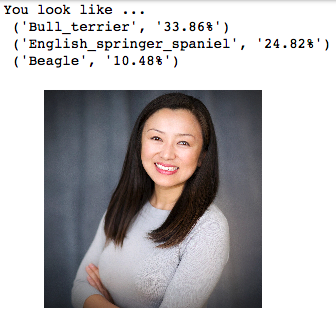 You look like ...
('Bull_terrier', '33.86%')
('English_springer_spaniel', '24.82%')
('Beagle', '10.48%')